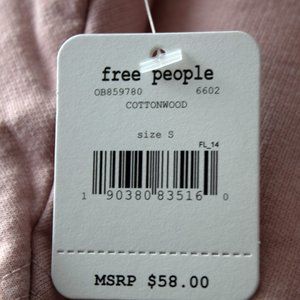 free people
OB859780 6602
COTTONWOOD
size S
FL_14
1 90380 83516 0
MSRP $58.00